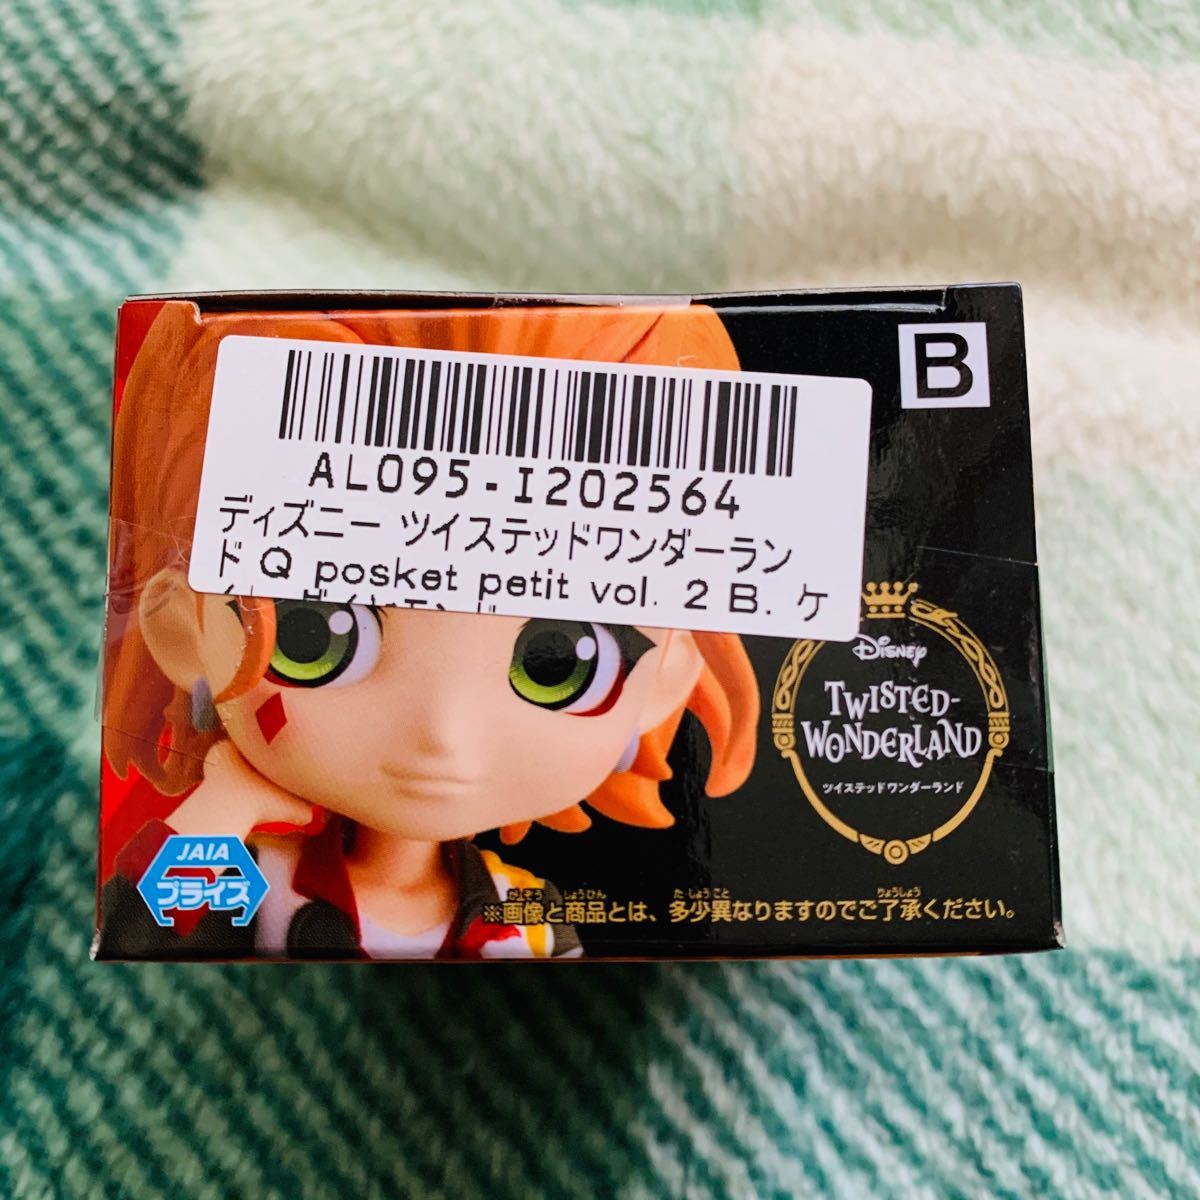 B
AL095-I202564
ディズニー ツイステッドワンダーラン
ド Q posket petit vol. 2 B. ケ
Disney
TWISTED-
WONDERLAND
ツイステッドワンダーランド
JAIA
プライズ
※画像と商品とは、多少異なりますのでご了承ください。